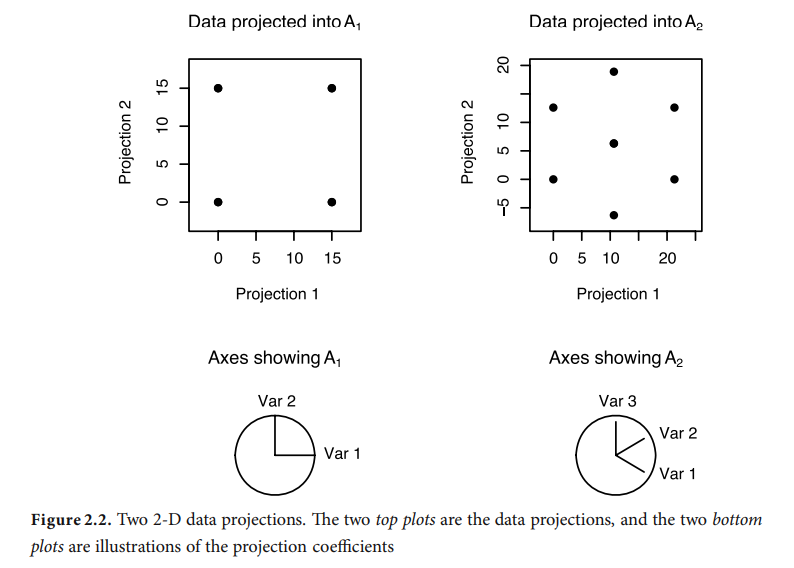 Data projected into A1
Data projected into A2
Projection 2
15
10
5
0
0 5 10 15
Projection 1
Projection 2
20
10
5
0
−5
0 5 10 20
Projection 1
Axes showing A1
Axes showing A2
Var 2
Var 1
Var 3
Var 2
Var 1
Figure 2.2. Two 2-D data projections. The two top plots are the data projections, and the two bottom
plots are illustrations of the projection coefficients